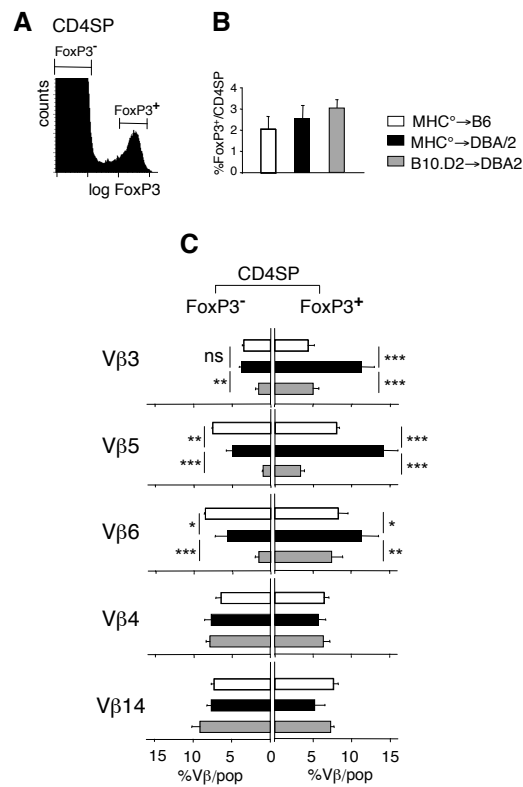 A
CD4SP
FoxP3-
FoxP3+
counts
log FoxP3
B
%FoxP3+/CD4SP
4
3
2
1
0
MHC°→B6
MHC°→DBA/2
B10.D2→DBA2
C
CD4SP
FoxP3- FoxP3+
Vβ3
ns
**
***
***
Vβ5
**
***
***
***
Vβ6
*
***
*
**
Vβ4
Vβ14
15 10 5 0 5 10 15
%Vβ/pop %Vβ/pop